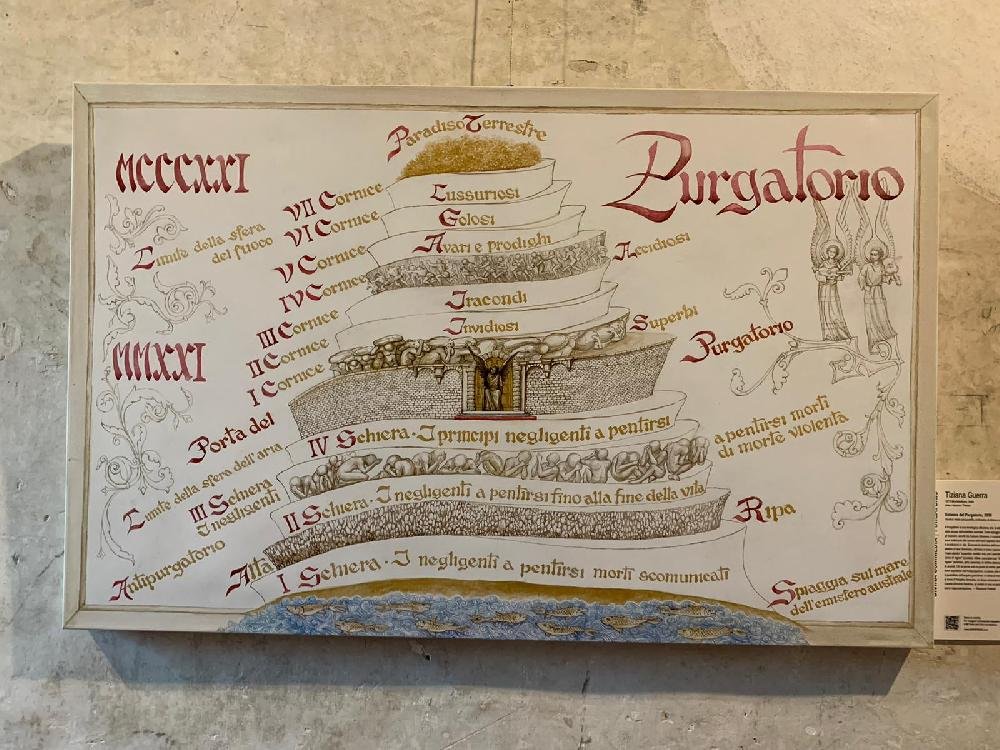 Paradiso Terrestre
Purgatorio
MCCCXXI
Limite della sfera
del fuoco
VII Cornice
Lussuriosi
VI Cornice
Golosi
V Cornice
Avari e prodighi
IV Cornice
Accidiosi
III Cornice
Iracondi
II Cornice
Invidiosi
I Cornice
Superbi
MMXXI
Porta del
Purgatorio
Limite della sfera dell'aria
IV Schiera · I principi negligenti a pentirsi
III Schiera
I negligenti
a pentirsi morti
di morte violenta
II Schiera · I negligenti a pentirsi fino alla fine della vita
Antipurgatorio
Alta
Ripa
I Schiera · I negligenti a pentirsi morti scomunicati
Spiaggia sul mare
dell'emisfero australe
Tiziana Guerra